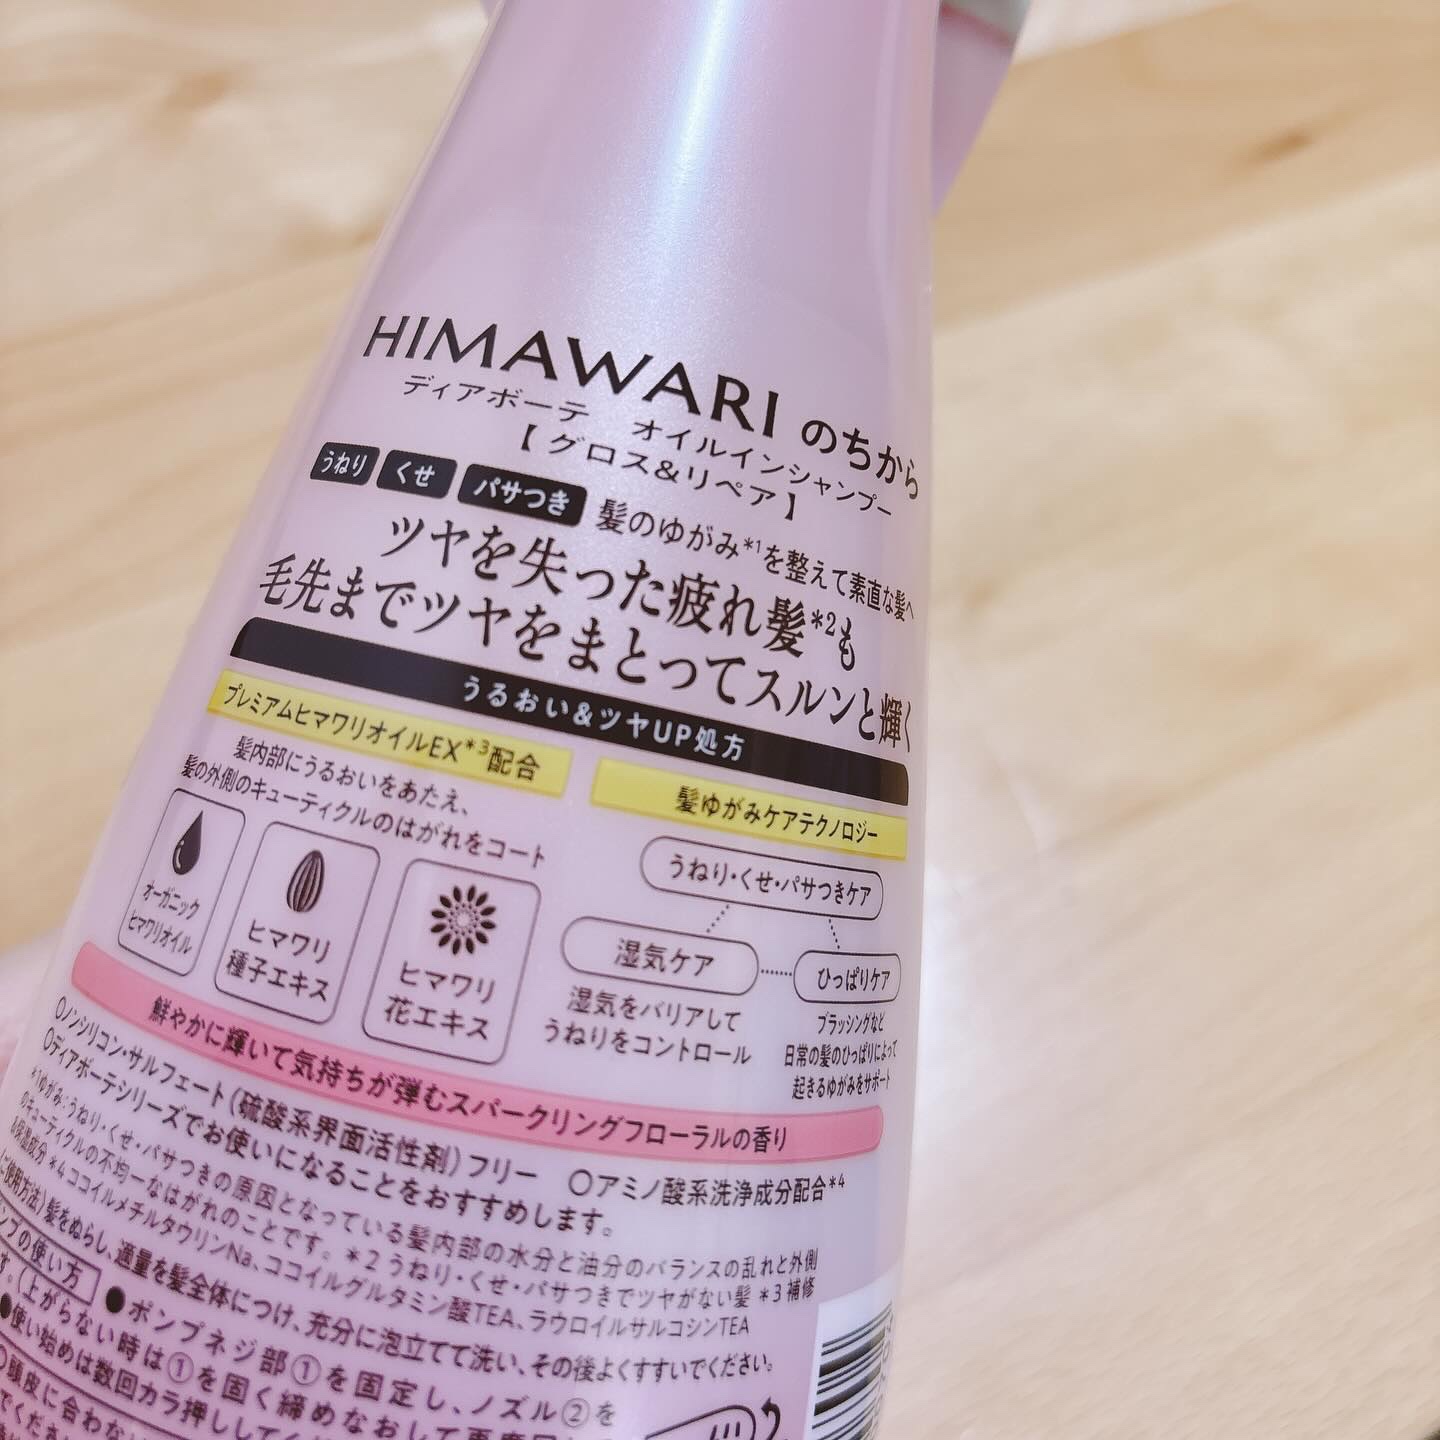 HIMAWARI のちから
ディアボーテ オイルインシャンプー
【グロス&リペア】
うねり くせ パサつき 髪のゆがみ*1を整えて素直な髪へ
ツヤを失った疲れ髪*2も
毛先までツヤをまとってスルンと輝く
うるおい&ツヤUP処方
プレミアムヒマワリオイルEX*3配合
髪内部にうるおいをあたえ、
髪の外側のキューティクルのはがれをコート
オーガニック
ヒマワリオイル
ヒマワリ
種子エキス
ヒマワリ
花エキス
髪ゆがみケアテクノロジー
うねり・くせ・パサつきケア
湿気ケア
湿気をバリアして
うねりをコントロール
ひっぱりケア
ブラッシングなど
日常の髪のひっぱりによって
起きるゆがみをサポート
鮮やかに輝いて気持ちが弾むスパークリングフローラルの香り
○ノンシリコン・サルフェート(硫酸系界面活性剤)フリー ○アミノ酸系洗浄成分配合*4
○ディアボーテシリーズでお使いになることをおすすめします。
*1ゆがみ:うねり・くせ・パサつきの原因となっている髪内部の水分と油分のバランスの乱れと外側
のキューティクルの不均一なはがれのことです。 *2 うねり・くせ・パサつきでツヤがない髪 *3 補修
&保湿成分 *4 ココイルメチルタウリンNa、ココイルグルタミン酸TEA、ラウロイルサルコシンTEA
(ご使用方法)髪をぬらし、適量を髪全体につけ、充分に泡立てて洗い、その後よくすすいでください。
ンプの使い方 ●ポンプネジ部①を固定し、ノズル②を
す。(上がらない時は①を固く締めなおして再度
●使い始めは数回カラ押ししてく
○頭皮に合わな